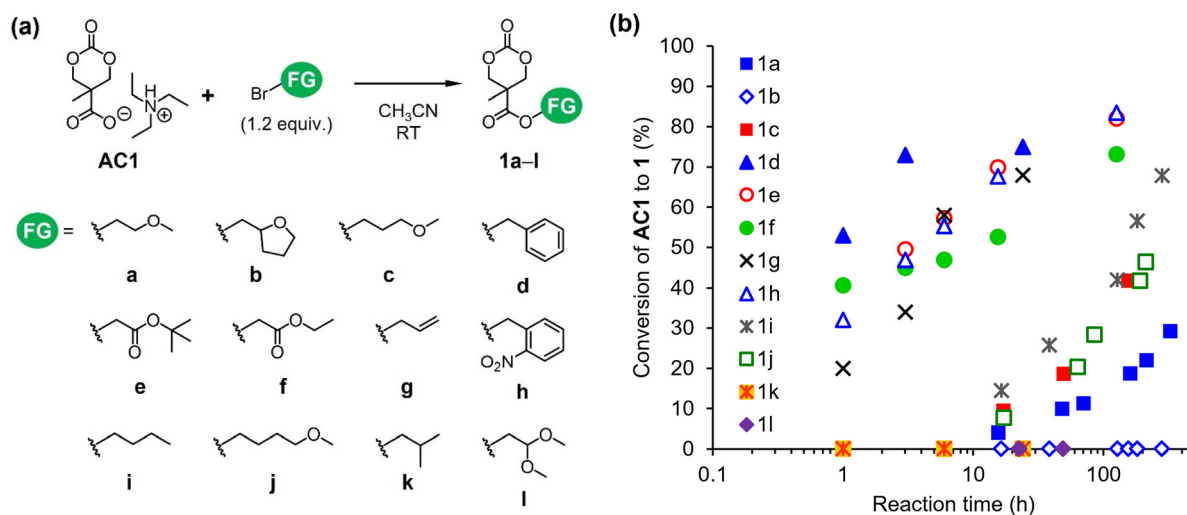 (a)
O
O O
O O
⊖
H
N
⊕
AC1
+
Br FG
(1.2 equiv.)
CH₃CN
RT
O
O O
O O
FG
1a–l
FG =
O
a
O
b
O
c
d
O
O
e
O
O
f
g
O₂N
h
i
O
j
k
O
O
l
(b)
Conversion of AC1 to 1 (%)
100
90
80
70
60
50
40
30
20
10
0
1a
1b
1c
1d
1e
1f
1g
1h
1i
1j
1k
1l
0.1 1 10 100
Reaction time (h)